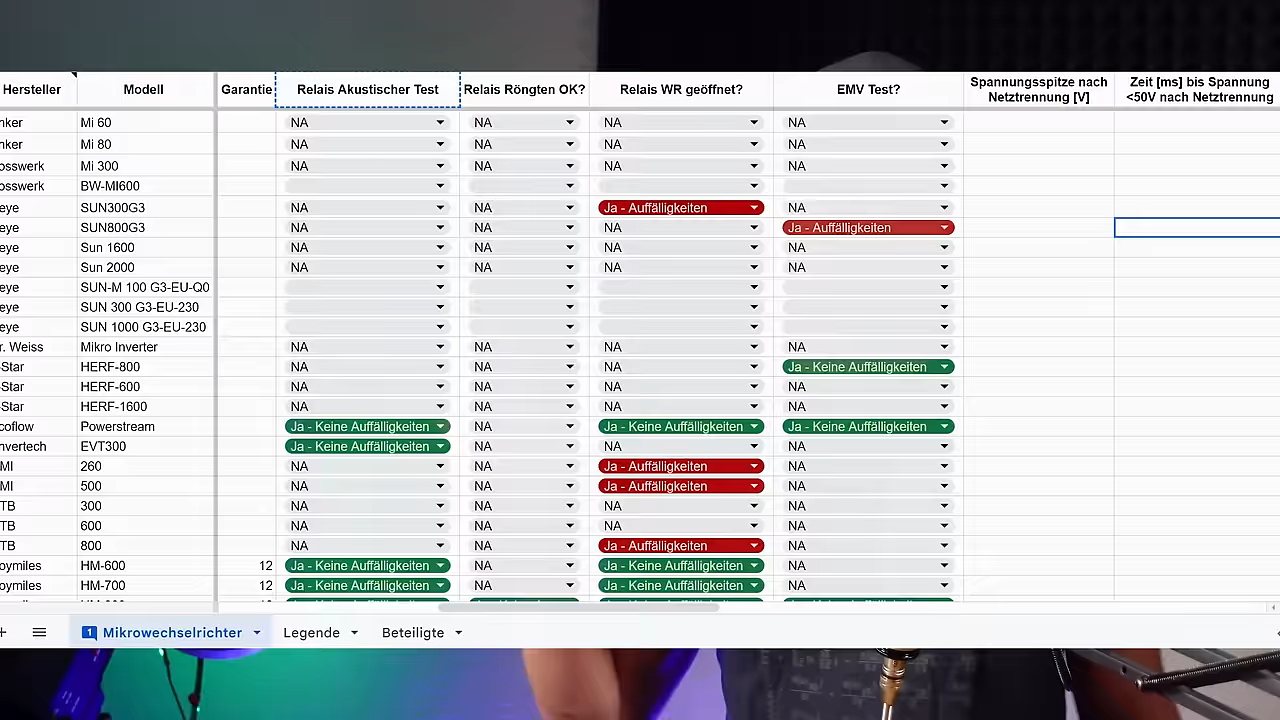 Hersteller Modell Garantie Relais Akustischer Test Relais Röngten OK? Relais WR geöffnet? EMV Test? Spannungsspitze nach Netztrennung [V] Zeit [ms] bis Spannung <50V nach Netztrennung
nker Mi 60 NA NA NA NA
nker Mi 80 NA NA NA NA
osswerk Mi 300 NA NA NA NA
osswerk BW-MI600
eye SUN300G3 NA NA Ja - Auffälligkeiten NA
eye SUN800G3 NA NA NA Ja - Auffälligkeiten
eye Sun 1600 NA NA NA NA
eye Sun 2000 NA NA NA NA
eye SUN-M 100 G3-EU-Q0
eye SUN 300 G3-EU-230
eye SUN 1000 G3-EU-230
r. Weiss Mikro Inverter NA NA NA NA
-Star HERF-800 NA NA NA Ja - Keine Auffälligkeiten
-Star HERF-600 NA NA NA NA
-Star HERF-1600 NA NA NA NA
coflow Powerstream Ja - Keine Auffälligkeiten NA Ja - Keine Auffälligkeiten Ja - Keine Auffälligkeiten
nvertech EVT300 Ja - Keine Auffälligkeiten NA NA NA
MI 260 NA NA Ja - Auffälligkeiten NA
MI 500 NA NA Ja - Auffälligkeiten NA
TB 300 NA NA NA NA
TB 600 NA NA NA NA
TB 800 NA NA Ja - Auffälligkeiten NA
oymiles HM-600 12 Ja - Keine Auffälligkeiten NA Ja - Keine Auffälligkeiten NA
oymiles HM-700 12 Ja - Keine Auffälligkeiten NA Ja - Keine Auffälligkeiten NA
1 Mikrowechselrichter Legende Beteiligte